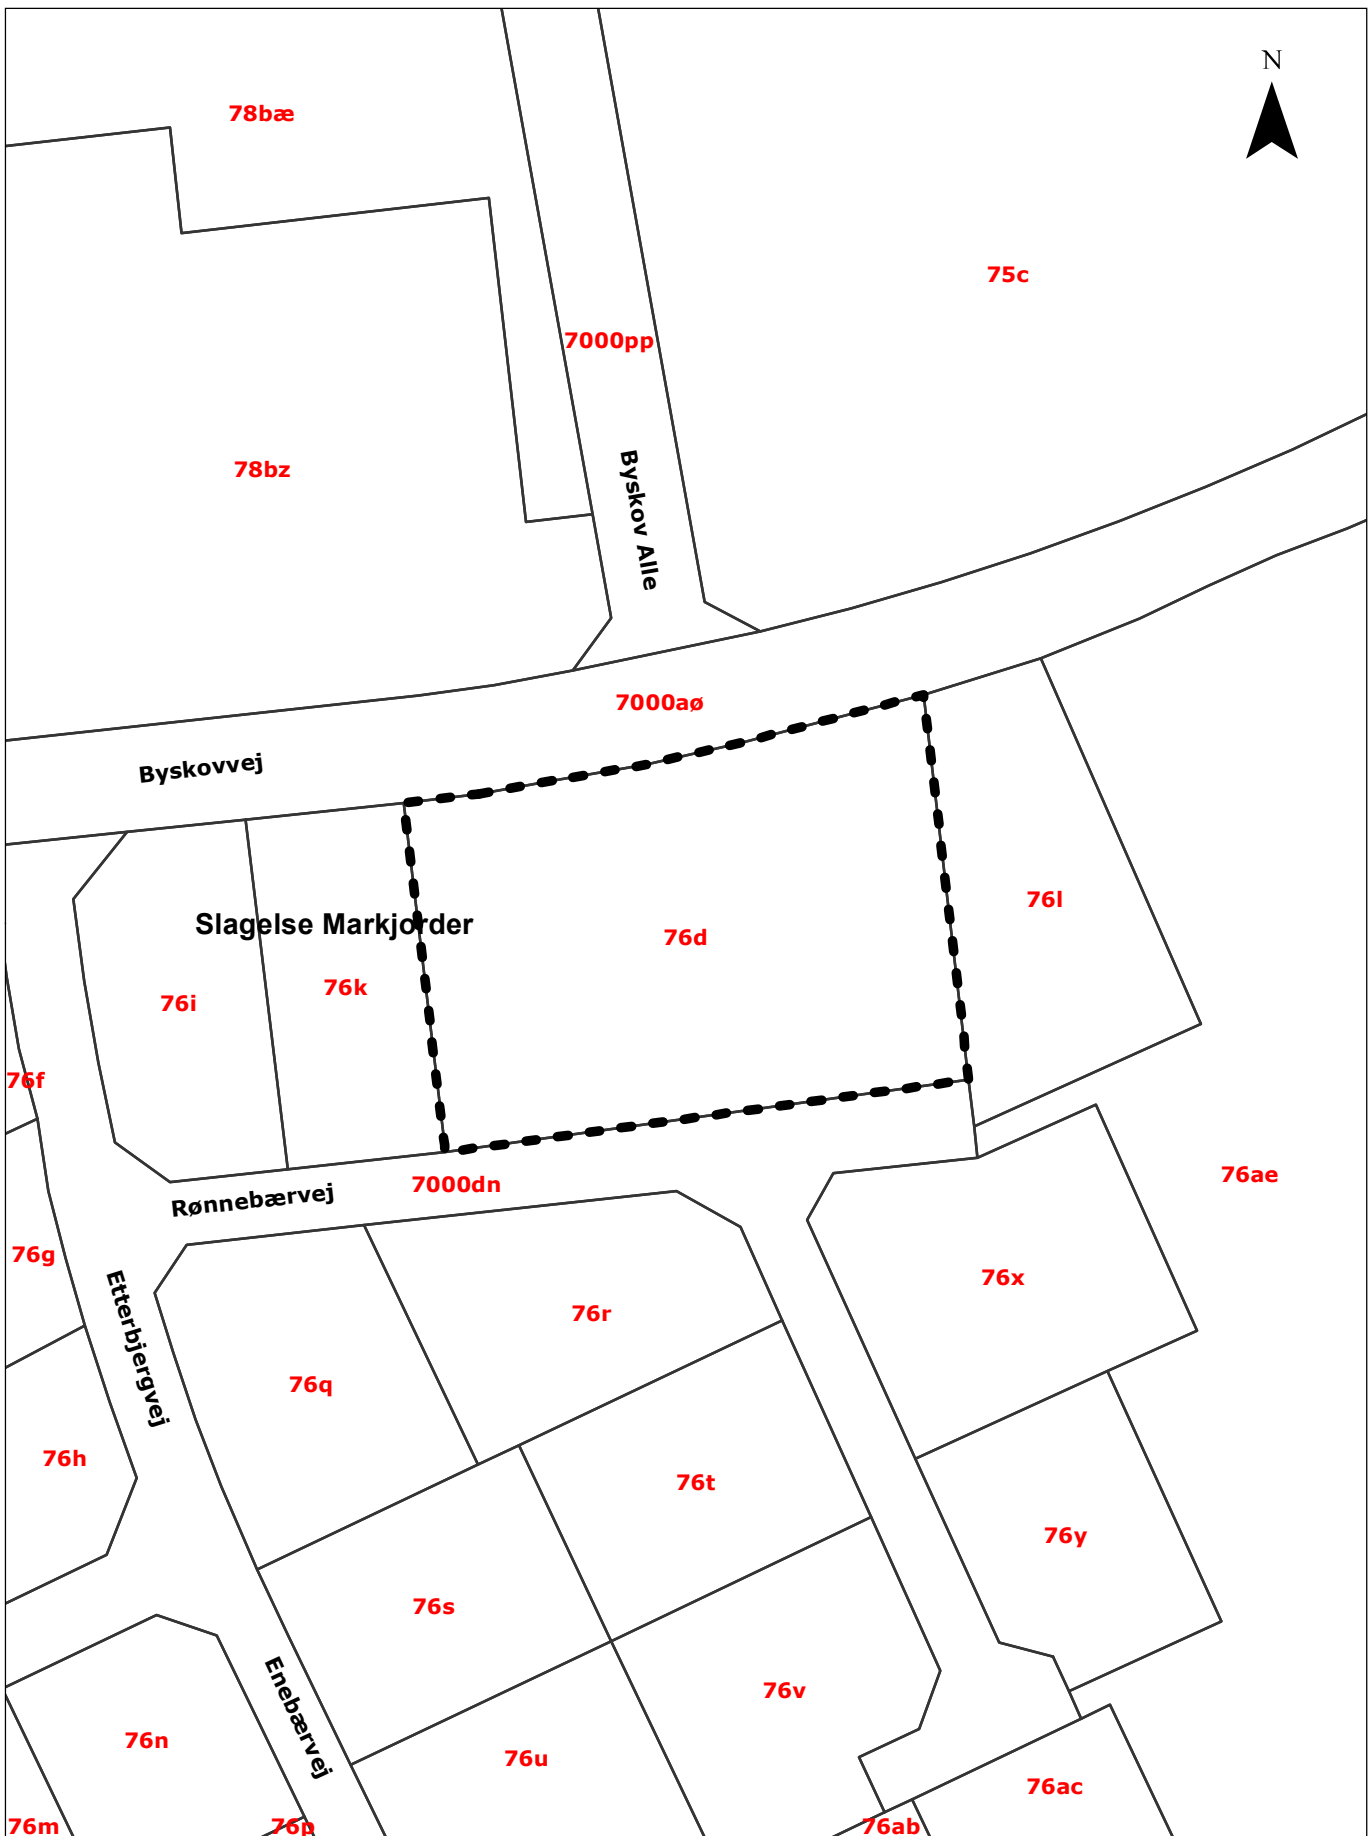 N
78bæ
75c
7000pp
78bz
Byskov Alle
7000aø
Byskovvej
76l
Slagelse Markjorder
76d
76k
76i
76f
76ae
7000dn
Rønnebærvej
76g
76x
Etterbjergvej
76r
76q
76h
76t
76y
76s
76v
Enebærvej
76n
76u
76ac
76m
76p
76ab